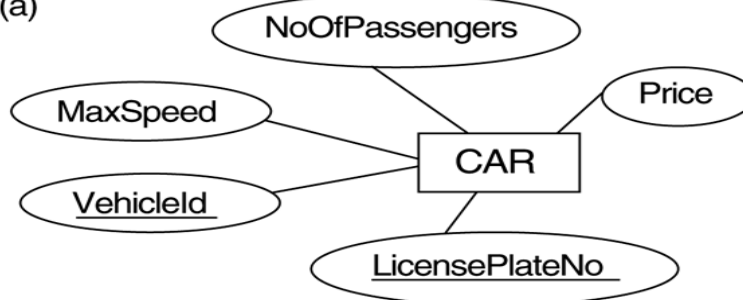 (a)
NoOfPassengers
Price
MaxSpeed
CAR
VehicleId
LicensePlateNo